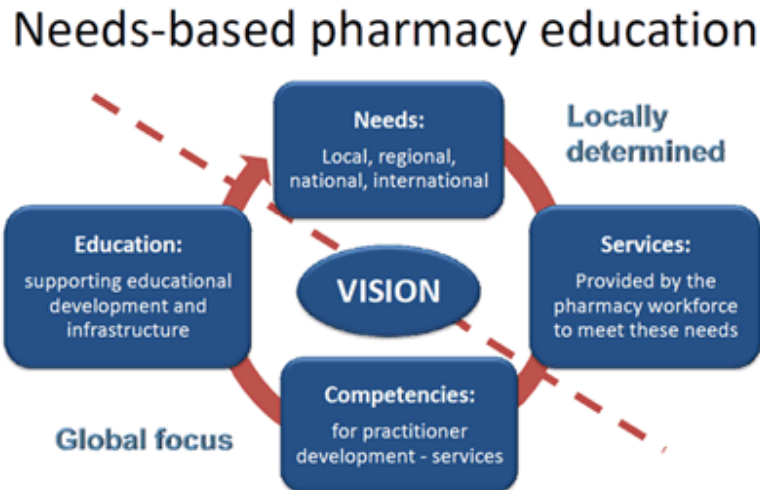 Needs-based pharmacy education
Needs:
Local, regional,
national, international
Locally
determined
Education:
supporting educational
development and
infrastructure
VISION
Services:
Provided by the
pharmacy workforce
to meet these needs
Competencies:
for practitioner
development - services
Global focus